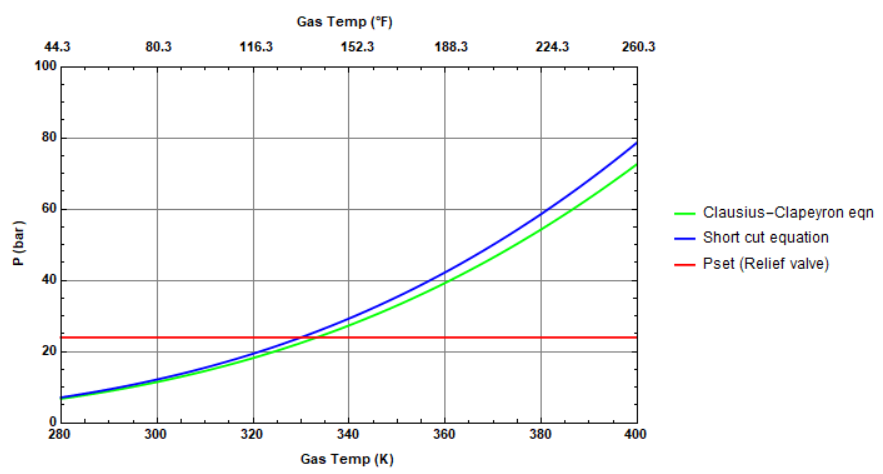 Gas Temp (°F)
44.3 80.3 116.3 152.3 188.3 224.3 260.3
100
80
60
40
20
0
P (bar)
280 300 320 340 360 380 400
Gas Temp (K)
Clausius–Clapeyron eqn
Short cut equation
Pset (Relief valve)